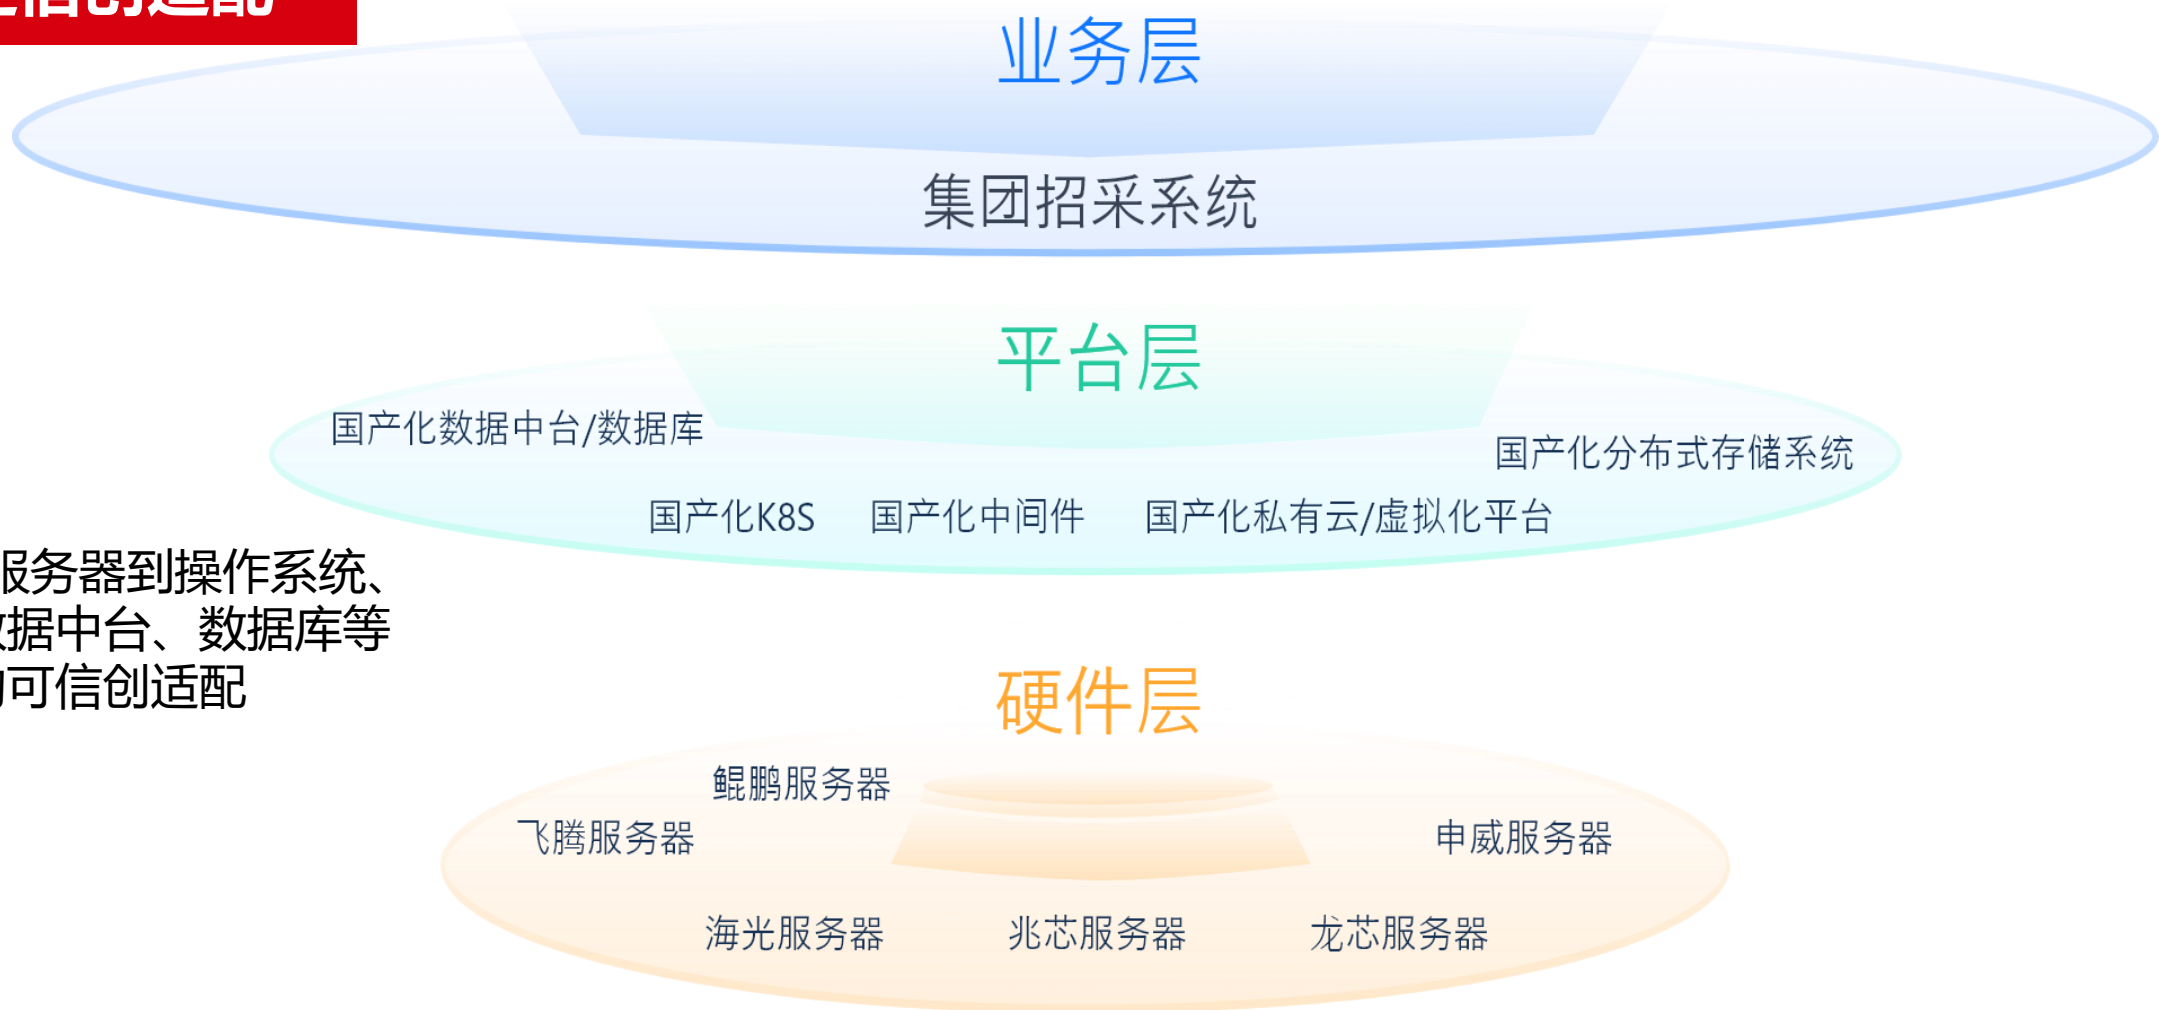 信创适配
业务层
集团招采系统
平台层
国产化数据中台/数据库
国产化分布式存储系统
国产化K8S
国产化中间件
国产化私有云/虚拟化平台
服务器到操作系统、
数据中台、数据库等
可信创适配
硬件层
鲲鹏服务器
飞腾服务器
申威服务器
海光服务器
兆芯服务器
龙芯服务器